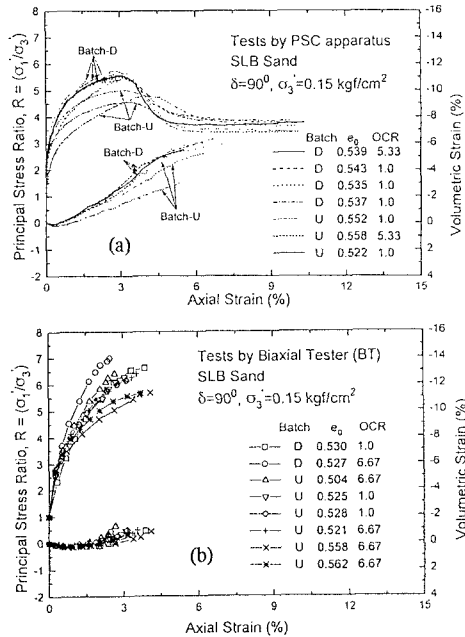 Principal Stress Ratio, R = (σ1'/σ3')
8
7
6
5
4
3
2
1
0
-1
-2
Batch-D
Batch-U
Batch-D
Batch-U
(a)
Tests by PSC apparatus
SLB Sand
δ=90⁰, σ3'=0.15 kgf/cm²
Batch e0 OCR
D 0.539 5.33
D 0.543 1.0
D 0.535 1.0
D 0.537 1.0
U 0.552 1.0
U 0.558 5.33
U 0.522 1.0
-16
-14
-12
-10
-8
-6
-4
-2
0
2
4
Volumetric Strain (%)
0 3 6 9 12 15
Axial Strain (%)
Principal Stress Ratio, R = (σ1'/σ3')
8
7
6
5
4
3
2
1
0
-1
-2
(b)
Tests by Biaxial Tester (BT)
SLB Sand
δ=90⁰, σ3'=0.15 kgf/cm²
Batch e0 OCR
D 0.530 1.0
D 0.527 6.67
U 0.504 6.67
U 0.525 1.0
U 0.528 1.0
U 0.521 6.67
U 0.558 6.67
U 0.562 6.67
-16
-14
-12
-10
-8
-6
-4
-2
0
2
4
Volumetric Strain (%)
0 3 6 9 12 15
Axial Strain (%)